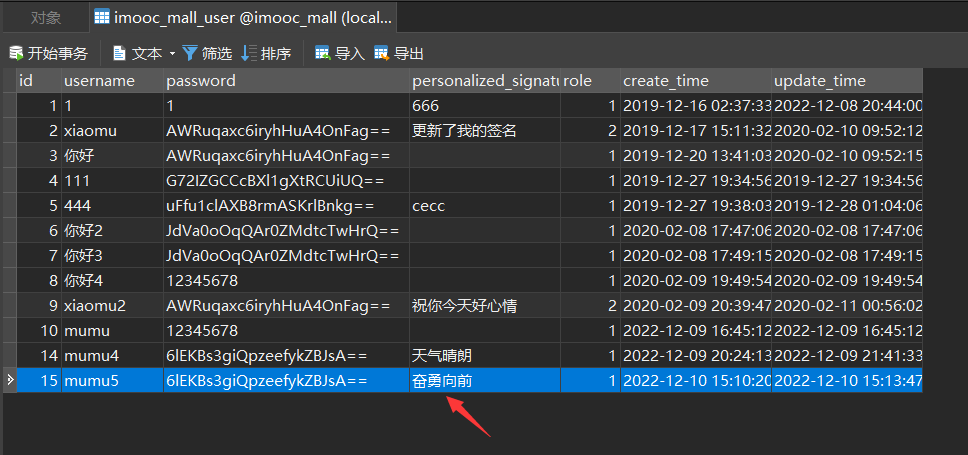 对象 imooc_mall_user @imooc_mall (local...
开始事务 文本 筛选 排序 导入 导出
id username password personalized_signatu role create_time update_time
1 1 1 666 1 2019-12-16 02:37:33 2022-12-08 20:44:00
2 xiaomu AWRuqaxc6iryhHuA4OnFag== 更新了我的签名 2 2019-12-17 15:11:32 2020-02-10 09:52:12
3 你好 AWRuqaxc6iryhHuA4OnFag== 1 2019-12-20 13:41:03 2020-02-10 09:52:15
4 111 G72IZGCCcBXl1gXtRCUiUQ== 1 2019-12-27 19:34:56 2019-12-27 19:34:56
5 444 uFfu1clAXB8rmASKrlBnkg== cecc 1 2019-12-27 19:38:03 2019-12-28 01:04:06
6 你好2 JdVa0oOqQAr0ZMdtcTwHrQ== 1 2020-02-08 17:47:06 2020-02-08 17:47:06
7 你好3 JdVa0oOqQAr0ZMdtcTwHrQ== 1 2020-02-08 17:49:15 2020-02-08 17:49:15
8 你好4 12345678 1 2020-02-09 19:49:54 2020-02-09 19:49:54
9 xiaomu2 AWRuqaxc6iryhHuA4OnFag== 祝你今天好心情 2 2020-02-09 20:39:47 2020-02-11 00:56:02
10 mumu 12345678 1 2022-12-09 16:45:12 2022-12-09 16:45:12
14 mumu4 6lEKBs3giQpzeefykZBJsA== 天气晴朗 1 2022-12-09 20:24:13 2022-12-09 21:41:33
15 mumu5 6lEKBs3giQpzeefykZBJsA== 奋勇向前 1 2022-12-10 15:10:20 2022-12-10 15:13:47